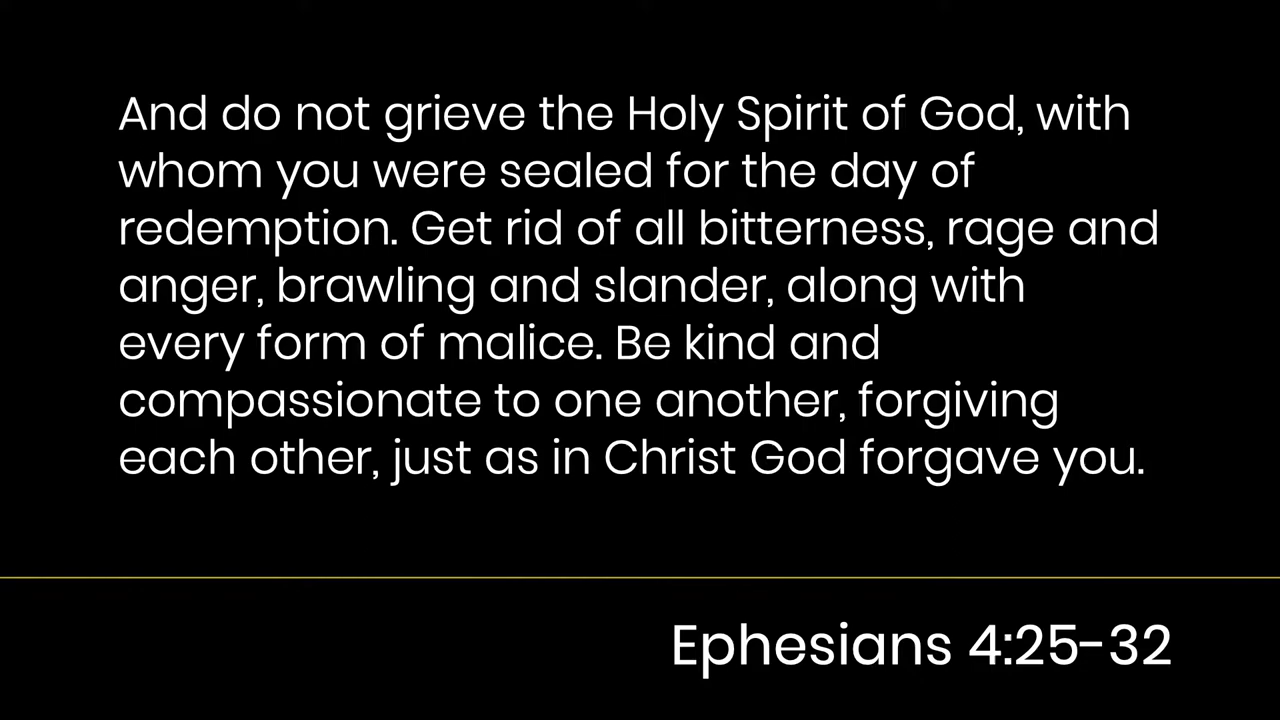 And do not grieve the Holy Spirit of God, with
whom you were sealed for the day of
redemption. Get rid of all bitterness, rage and
anger, brawling and slander, along with
every form of malice. Be kind and
compassionate to one another, forgiving
each other, just as in Christ God forgave you.
Ephesians 4:25-32